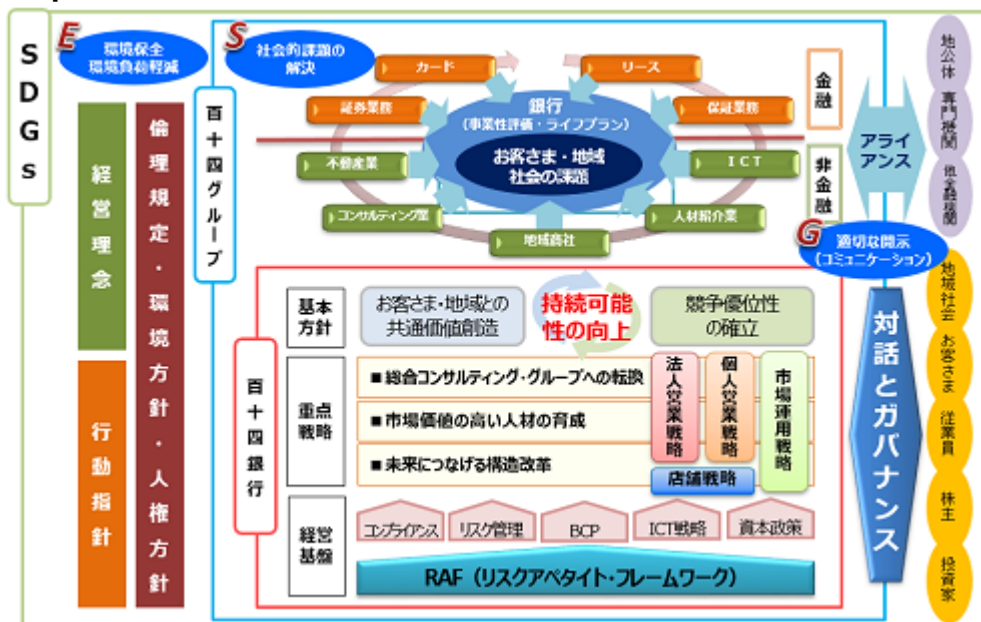 SDGs
E
環境保全
環境負荷軽減
S
社会的課題の
解決
経営理念
行動指針
倫理規定・環境方針・人権方針
百十四グループ
カード
リース
証券業務
保証業務
銀行
(事業性評価・ライフプラン)
お客さま・地域
社会の課題
不動産業
ICT
コンサルティング業
人材紹介業
地域商社
金融
非金融
アライ
アンス
地公体
専門機関
他金融機関
G
適切な開示
(コミュニケーション)
百十四銀行
基本
方針
お客さま・地域との
共通価値創造
持続可能
性の向上
競争優位性
の確立
重点
戦略
■総合コンサルティング・グループへの転換
■市場価値の高い人材の育成
■未来につなげる構造改革
法人営業戦略
個人営業戦略
市場運用戦略
店舗戦略
経営
基盤
コンプライアンス
リスク管理
BCP
ICT戦略
資本政策
RAF(リスクアペタイト・フレームワーク)
対話とガバナンス
地域社会
お客さま
従業員
株主
投資家